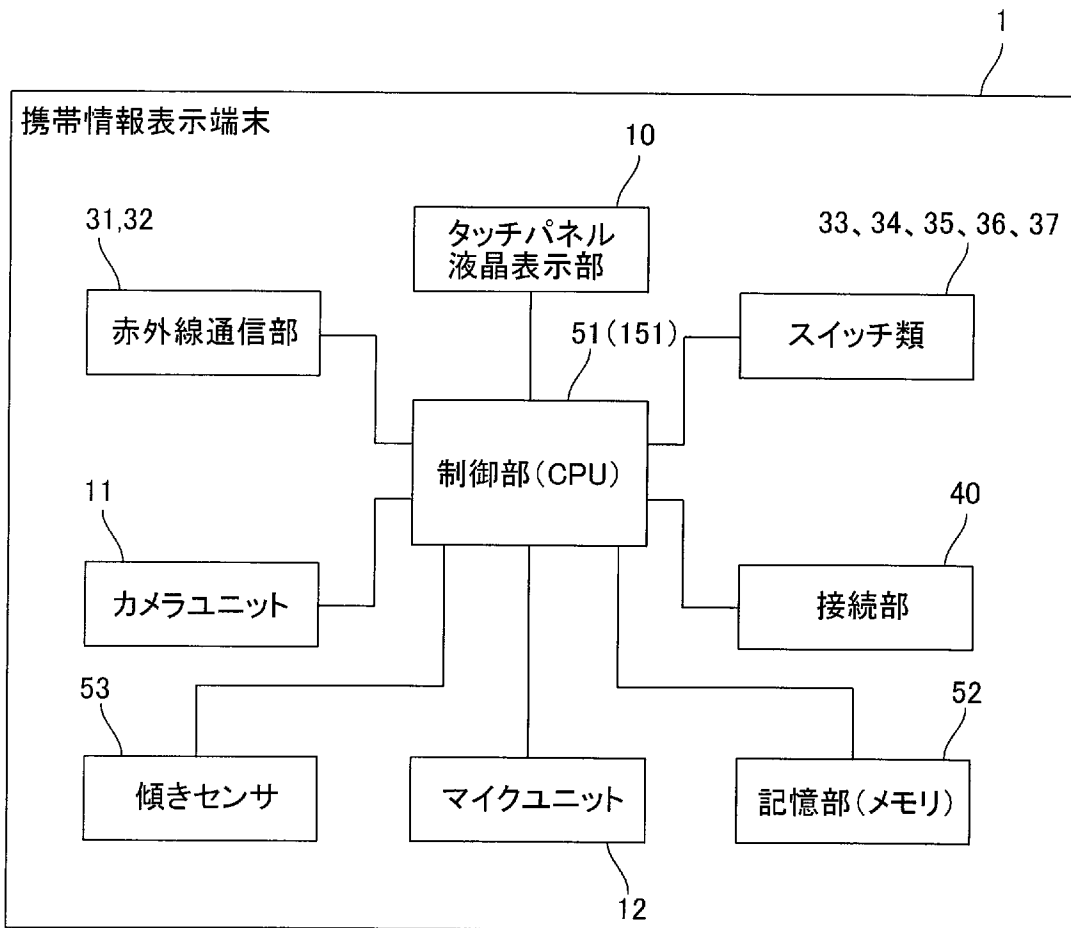 1
携帯情報表示端末
10
タッチパネル
液晶表示部
31,32
赤外線通信部
33、34、35、36、37
スイッチ類
51(151)
制御部(CPU)
11
カメラユニット
40
接続部
53
傾きセンサ
マイクユニット
12
52
記憶部(メモリ)